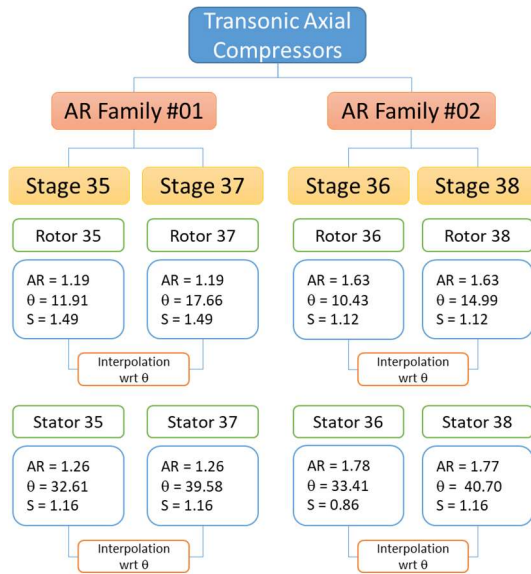 Transonic Axial
Compressors
AR Family #01
AR Family #02
Stage 35
Stage 37
Stage 36
Stage 38
Rotor 35
Rotor 37
Rotor 36
Rotor 38
AR = 1.19
θ = 11.91
S = 1.49
AR = 1.19
θ = 17.66
S = 1.49
AR = 1.63
θ = 10.43
S = 1.12
AR = 1.63
θ = 14.99
S = 1.12
Interpolation
wrt θ
Interpolation
wrt θ
Stator 35
Stator 37
Stator 36
Stator 38
AR = 1.26
θ = 32.61
S = 1.16
AR = 1.26
θ = 39.58
S = 1.16
AR = 1.78
θ = 33.41
S = 0.86
AR = 1.77
θ =  40.70
S = 1.16
Interpolation
wrt θ
Interpolation
wrt θ